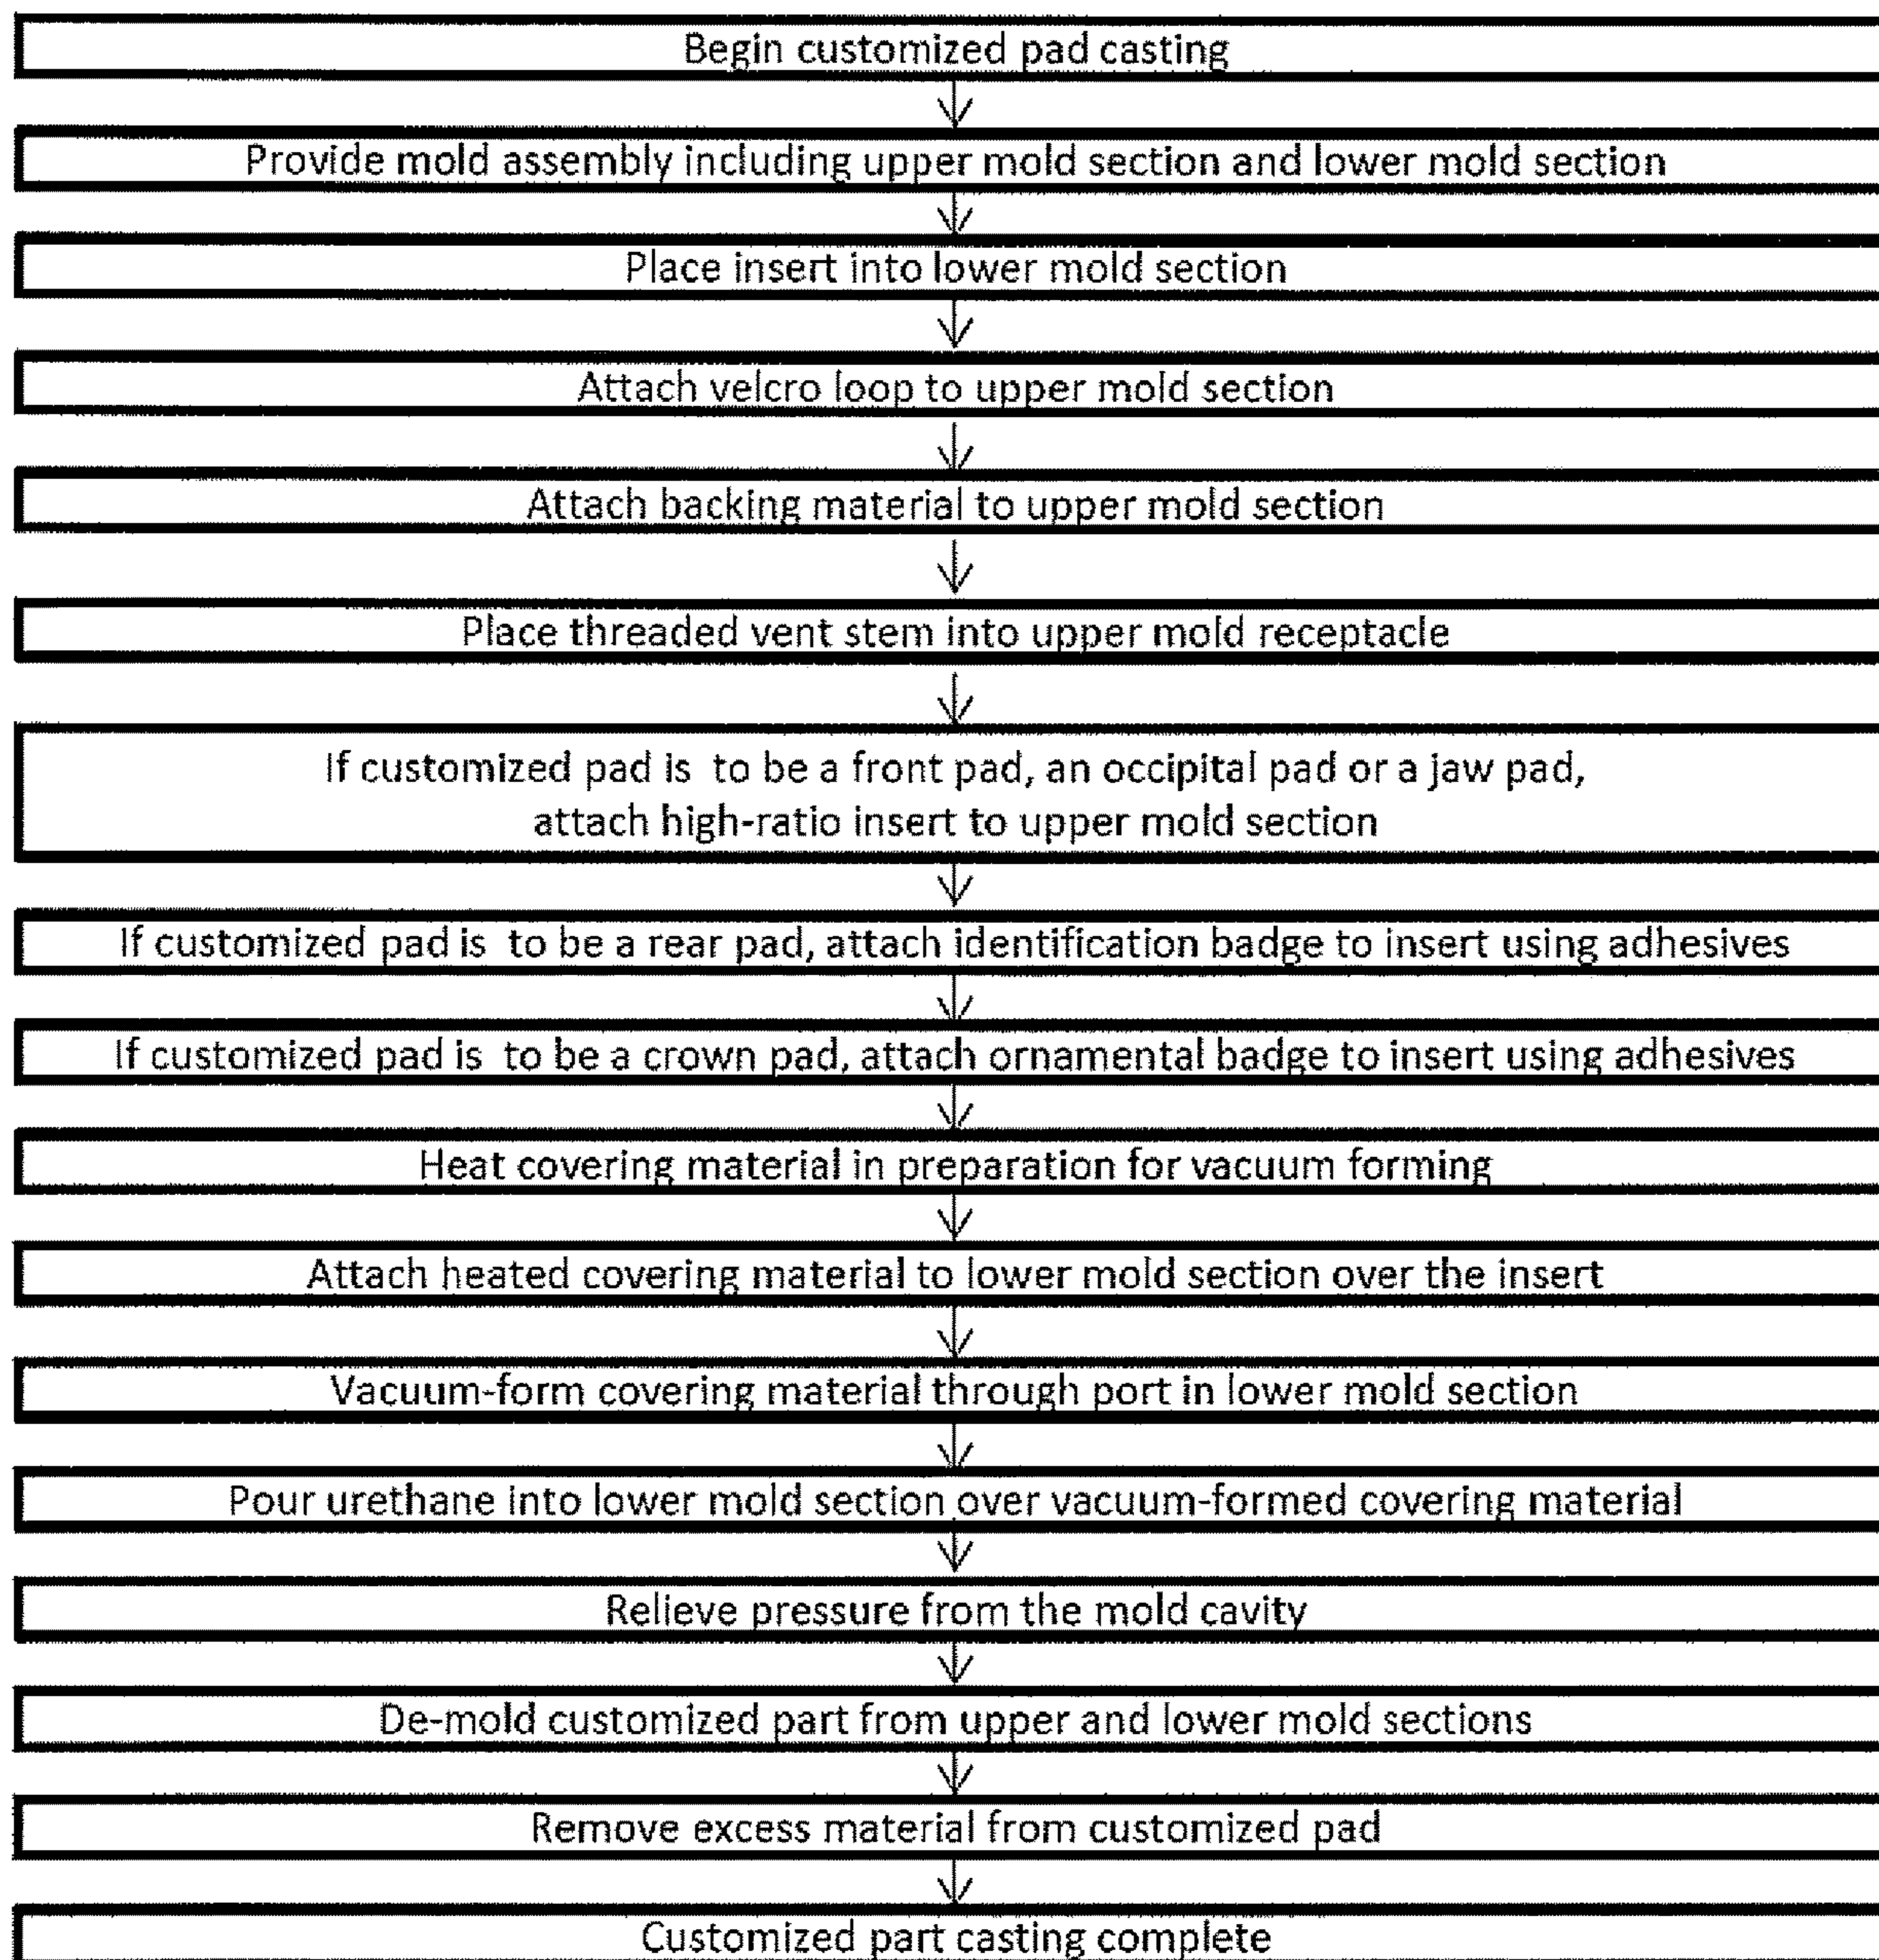 Begin customized pad casting
Provide mold assembly including upper mold section and lower mold section
Place insert into lower mold section
Attach velcro loop to upper mold section
Attach backing material to upper mold section
Place threaded vent stem into upper mold receptacle
If customized pad is to be a front pad, an occipital pad or a jaw pad,
attach high-ratio insert to upper mold section
If customized pad is to be a rear pad, attach identification badge to insert using adhesives
If customized pad is to be a crown pad, attach ornamental badge to insert using adhesives
Heat covering material in preparation for vacuum forming
Attach heated covering material to lower mold section over the insert
Vacuum-form covering material through port in lower mold section
Pour urethane into lower mold section over vacuum-formed covering material
Relieve pressure from the mold cavity
De-mold customized part from upper and lower mold sections
Remove excess material from customized pad
Customized part casting complete